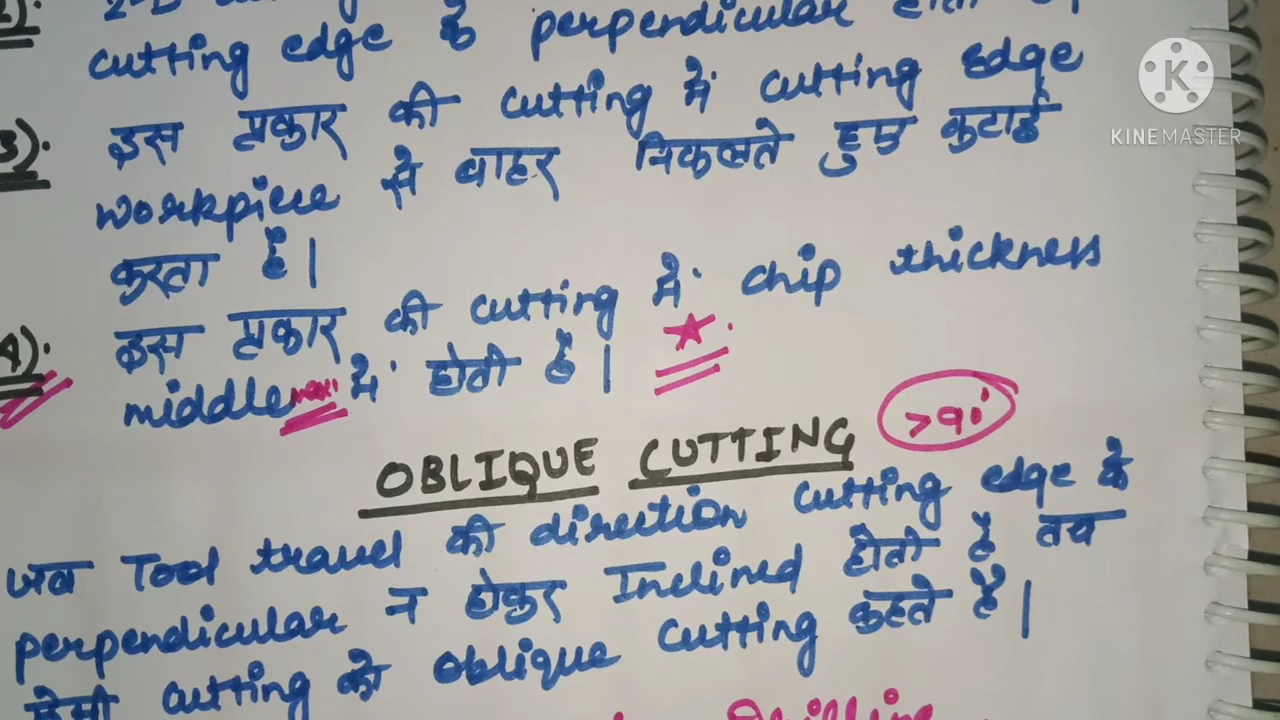 cutting edge के perpendicular
3). इस प्रकार की cutting में cutting edge
workpiece से बाहर निकलते हुए कटाई
करता है|
4). इस प्रकार की cutting में chip thickness
middle में होती है|
OBLIQUE CUTTING
जब Tool travel की direction cutting edge के
perpendicular न होकर Inclined होती है तब
ऐसी cutting को oblique cutting कहते हैं|
Drilling
KINEMASTER